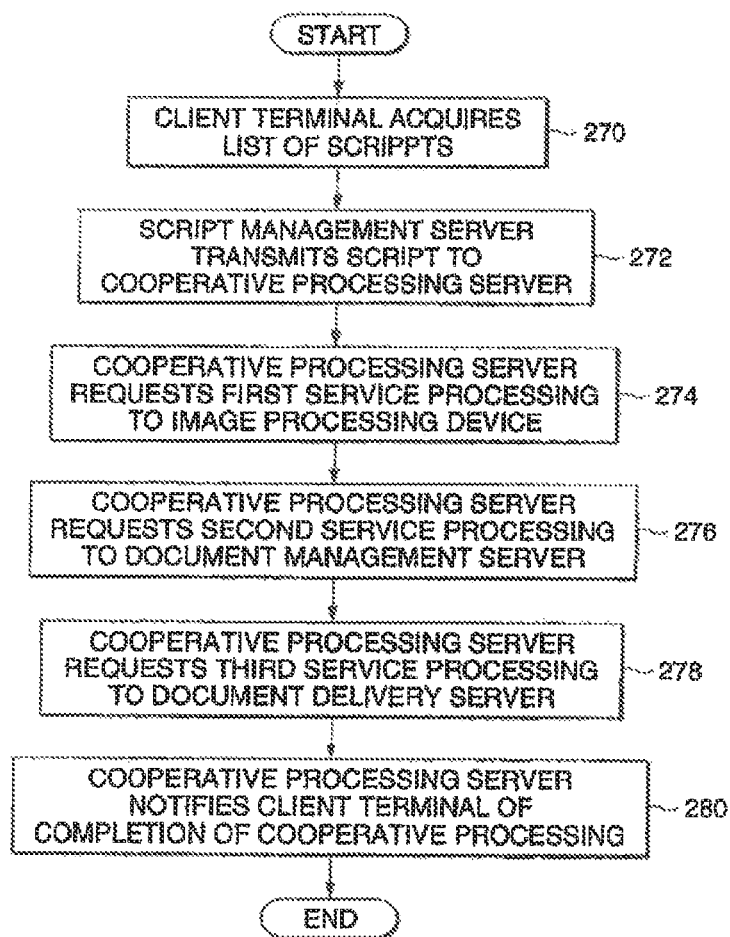 START
CLIENT TERMINAL ACQUIRES
LIST OF SCRIPPTS
270
SCRIPT MANAGEMENT SERVER
TRANSMITS SCRIPT TO
COOPERATIVE PROCESSING SERVER
272
COOPERATIVE PROCESSING SERVER
REQUESTS FIRST SERVICE PROCESSING
TO IMAGE PROCESSING DEVICE
274
COOPERATIVE PROCESSING SERVER
REQUESTS SECOND SERVICE PROCESSING
TO DOCUMENT MANAGEMENT SERVER
276
COOPERATIVE PROCESSING SERVER
REQUESTS THIRD SERVICE PROCESSING
TO DOCUMENT DELIVERY SERVER
278
COOPERATIVE PROCESSING SERVER
NOTIFIES CLIENT TERMINAL OF
COMPLETION OF COOPERATIVE PROCESSING
280
END